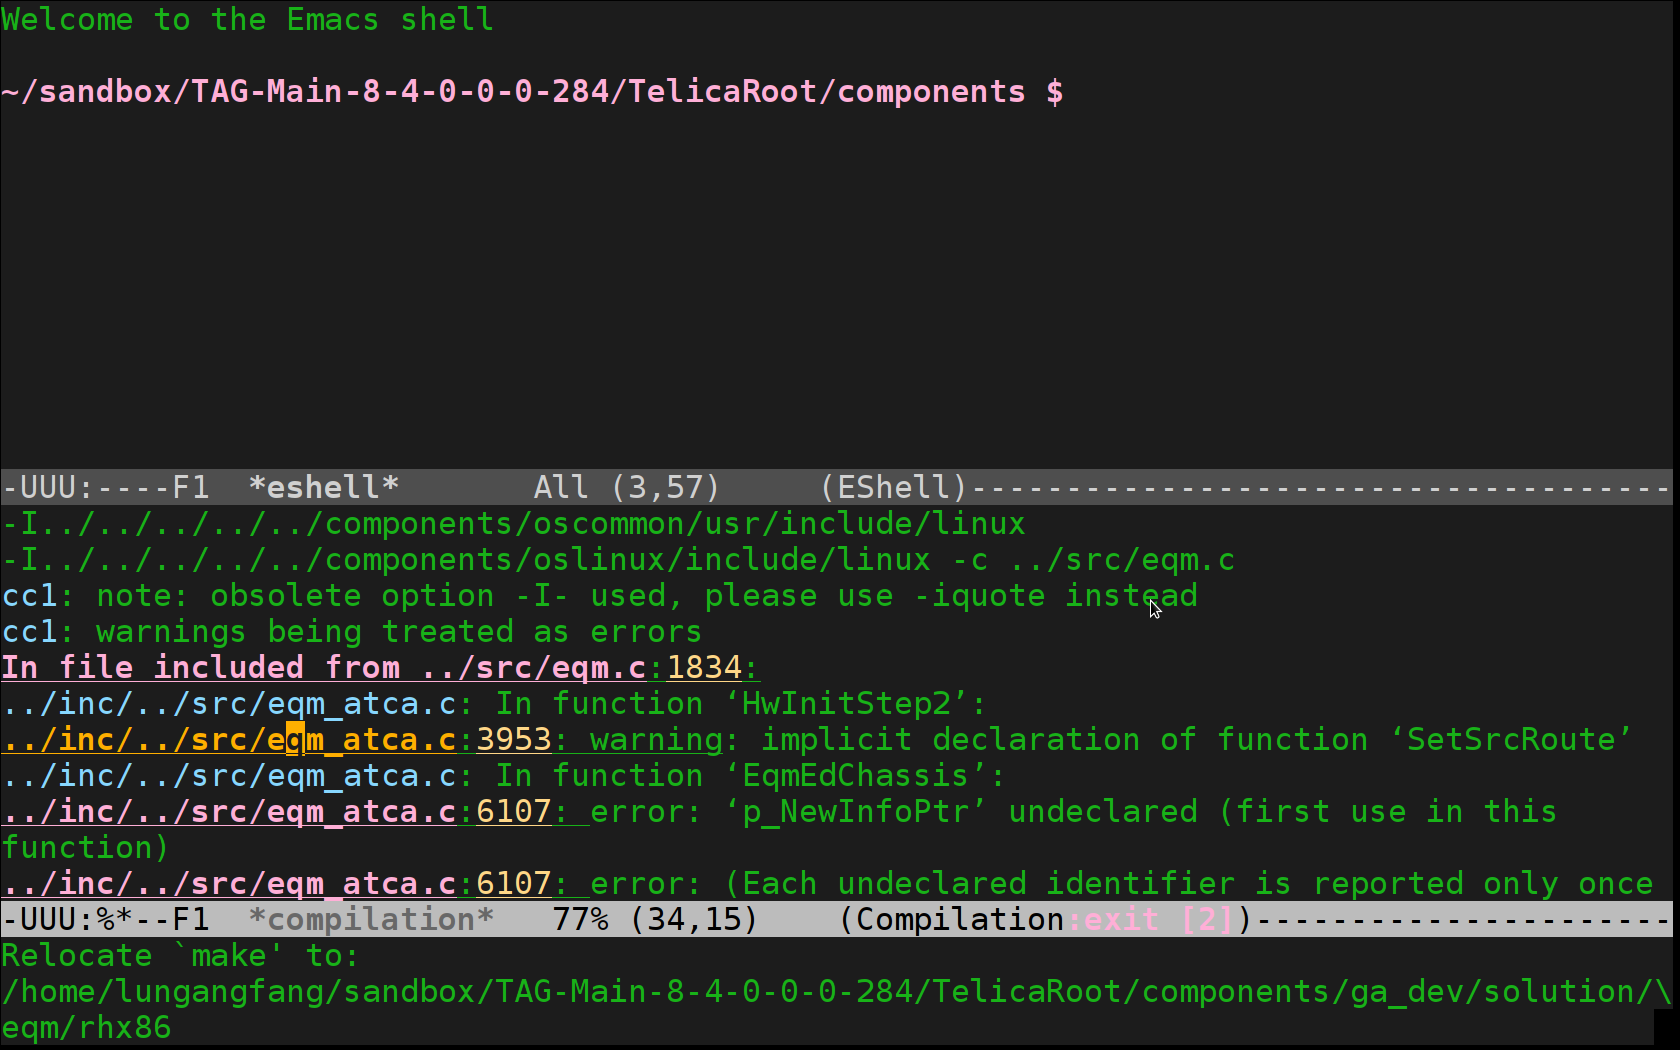 Welcome to the Emacs shell
~/sandbox/TAG-Main-8-4-0-0-0-284/TelicaRoot/components $
-UUU:----F1  *eshell*       All (3,57)     (EShell)-------------------------------------
-I../../../../../components/oscommon/usr/include/linux
-I../../../../../components/oslinux/include/linux -c ../src/eqm.c
cc1: note: obsolete option -I- used, please use -iquote instead
cc1: warnings being treated as errors
In file included from ../src/eqm.c:1834:
../inc/../src/eqm_atca.c: In function ‘HwInitStep2’:
../inc/../src/eqm_atca.c:3953: warning: implicit declaration of function ‘SetSrcRoute’
../inc/../src/eqm_atca.c: In function ‘EqmEdChassis’:
../inc/../src/eqm_atca.c:6107: error: ‘p_NewInfoPtr’ undeclared (first use in this
function)
../inc/../src/eqm_atca.c:6107: error: (Each undeclared identifier is reported only once
-UUU:%*--F1  *compilation*   77% (34,15)    (Compilation:exit [2])----------------------
Relocate `make' to:
/home/lungangfang/sandbox/TAG-Main-8-4-0-0-0-284/TelicaRoot/components/ga_dev/solution/\
eqm/rhx86